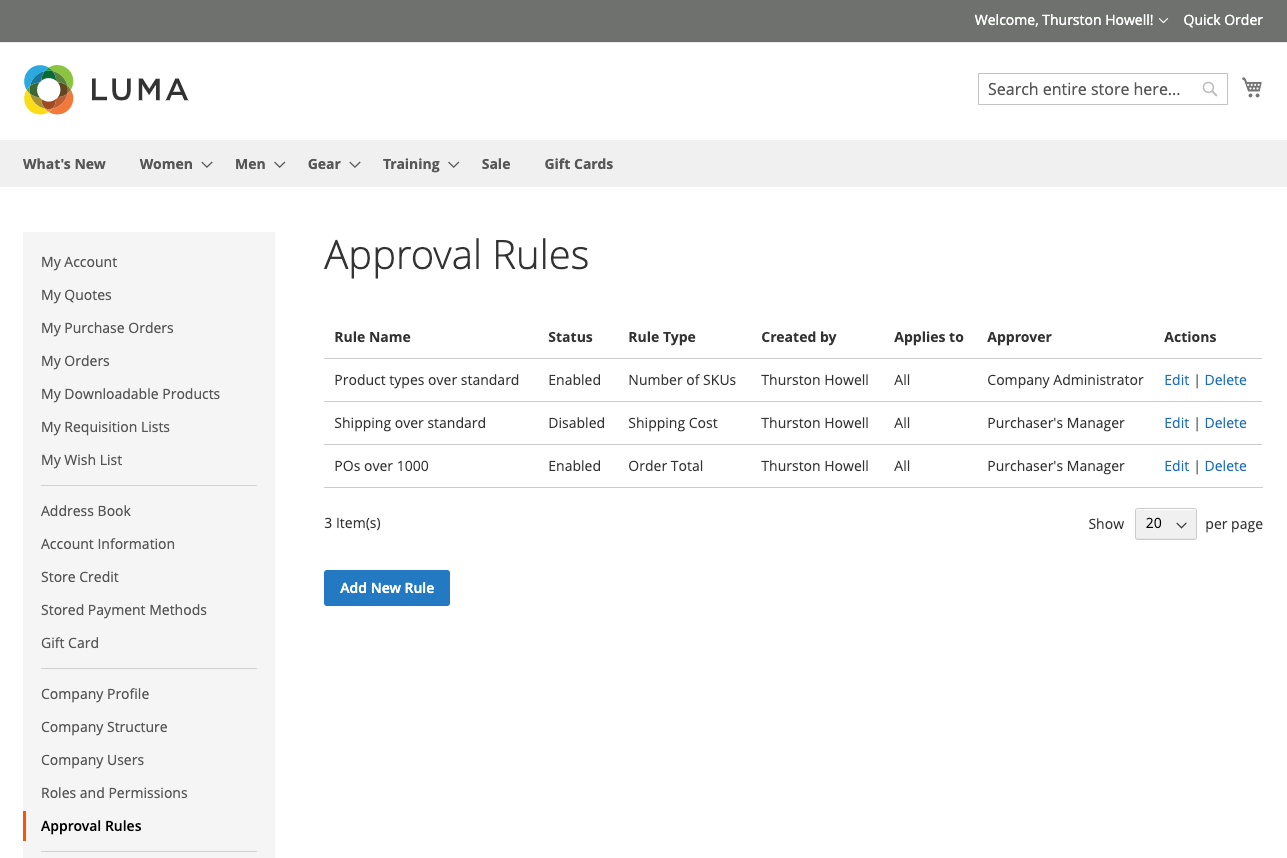 Welcome, Thurston Howell! Quick Order
LUMA
Search entire store here...
What's New Women Men Gear Training Sale Gift Cards
My Account
My Quotes
My Purchase Orders
My Orders
My Downloadable Products
My Requisition Lists
My Wish List
Address Book
Account Information
Store Credit
Stored Payment Methods
Gift Card
Company Profile
Company Structure
Company Users
Roles and Permissions
Approval Rules
Approval Rules
Rule Name Status Rule Type Created by Applies to Approver Actions
Product types over standard Enabled Number of SKUs Thurston Howell All Company Administrator Edit | Delete
Shipping over standard Disabled Shipping Cost Thurston Howell All Purchaser's Manager Edit | Delete
POs over 1000 Enabled Order Total Thurston Howell All Purchaser's Manager Edit | Delete
3 Item(s) Show 20 per page
Add New Rule